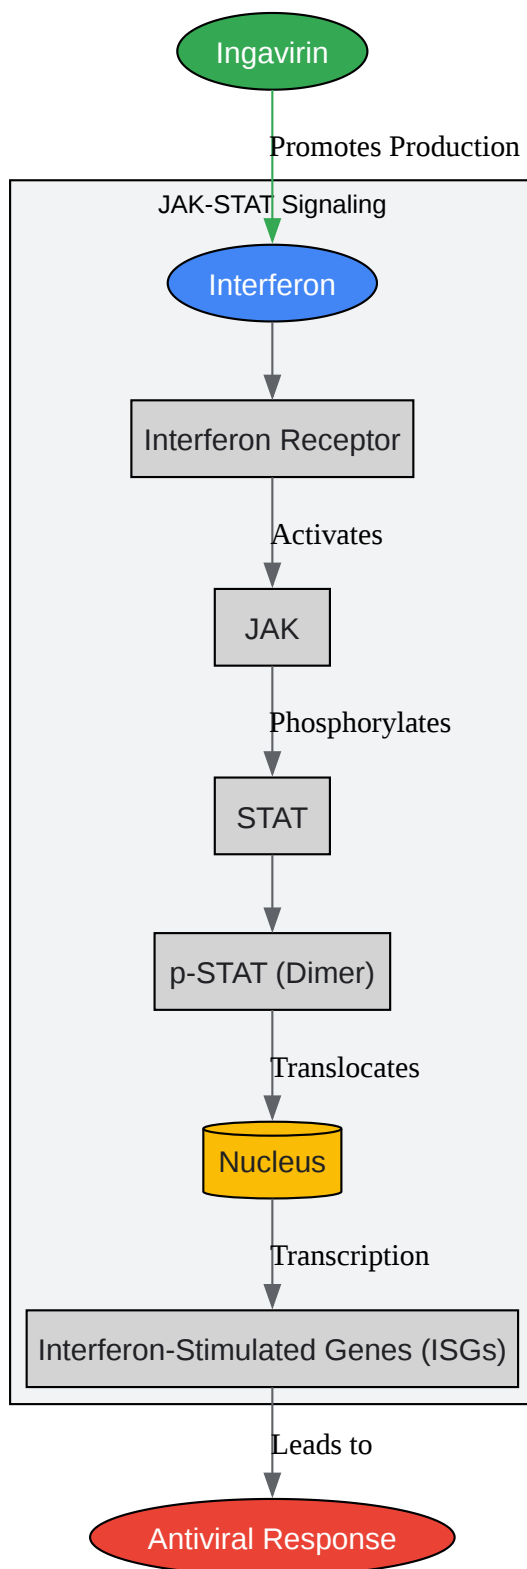 Ingavirin
Promotes Production
JAK-STAT Signaling
Interferon
Interferon Receptor
Activates
JAK
Phosphorylates
STAT
p-STAT (Dimer)
Translocates
Nucleus
Transcription
Interferon-Stimulated Genes (ISGs)
Leads to
Antiviral Response